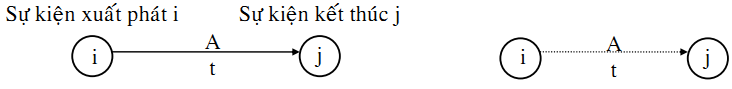 Sự kiện xuất phát i Sự kiện kết thúc j
i A j i A j
t t